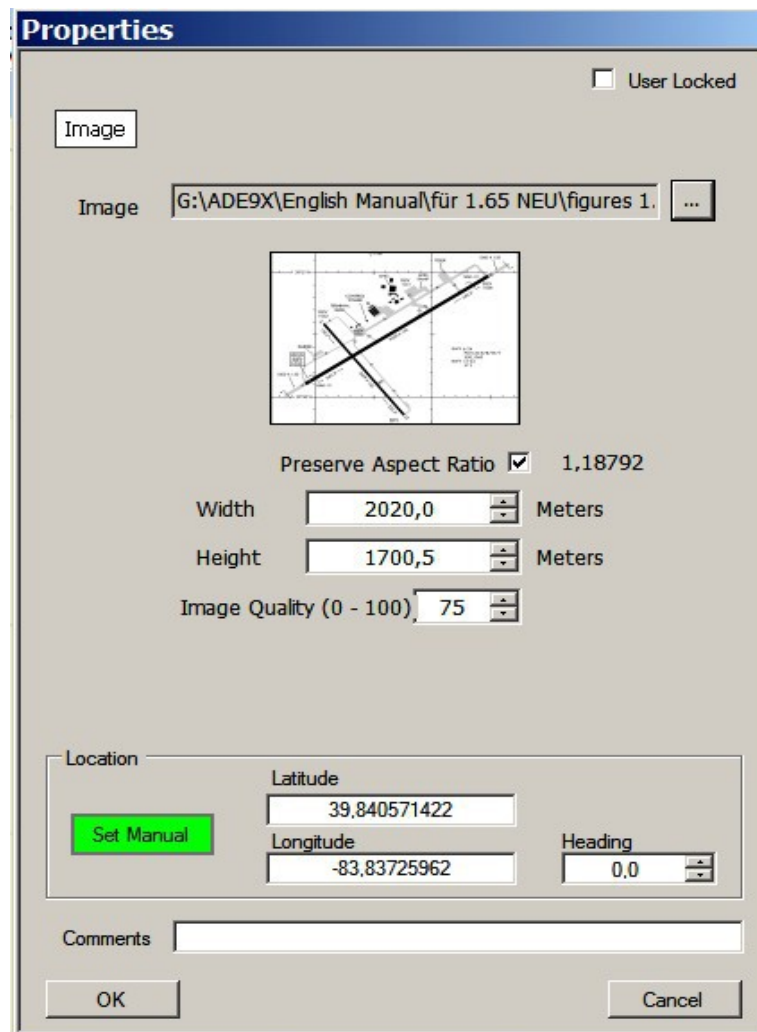 Properties
User Locked
Image
Image G:\ADE9X\English Manual\für 1.65 NEU\figures 1. ...
Preserve Aspect Ratio 1,18792
Width 2020,0 Meters
Height 1700,5 Meters
Image Quality (0 - 100) 75
Location
Latitude
39,840571422
Set Manual
Longitude Heading
-83,83725962 0,0
Comments
OK Cancel